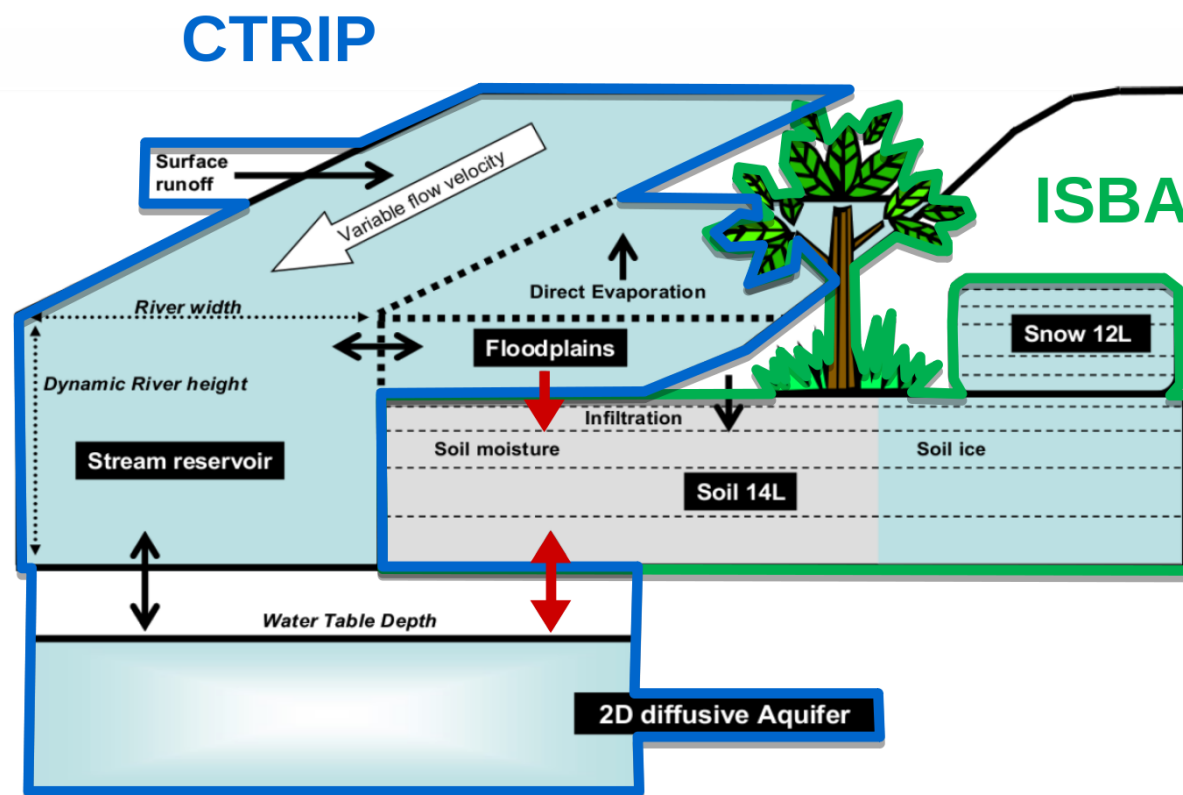 CTRIP
Surface
runoff
Variable flow velocity
ISBA
River width
Direct Evaporation
Snow 12L
Floodplains
Dynamic River height
Infiltration
Soil moisture
Soil ice
Stream reservoir
Soil 14L
Water Table Depth
2D diffusive Aquifer